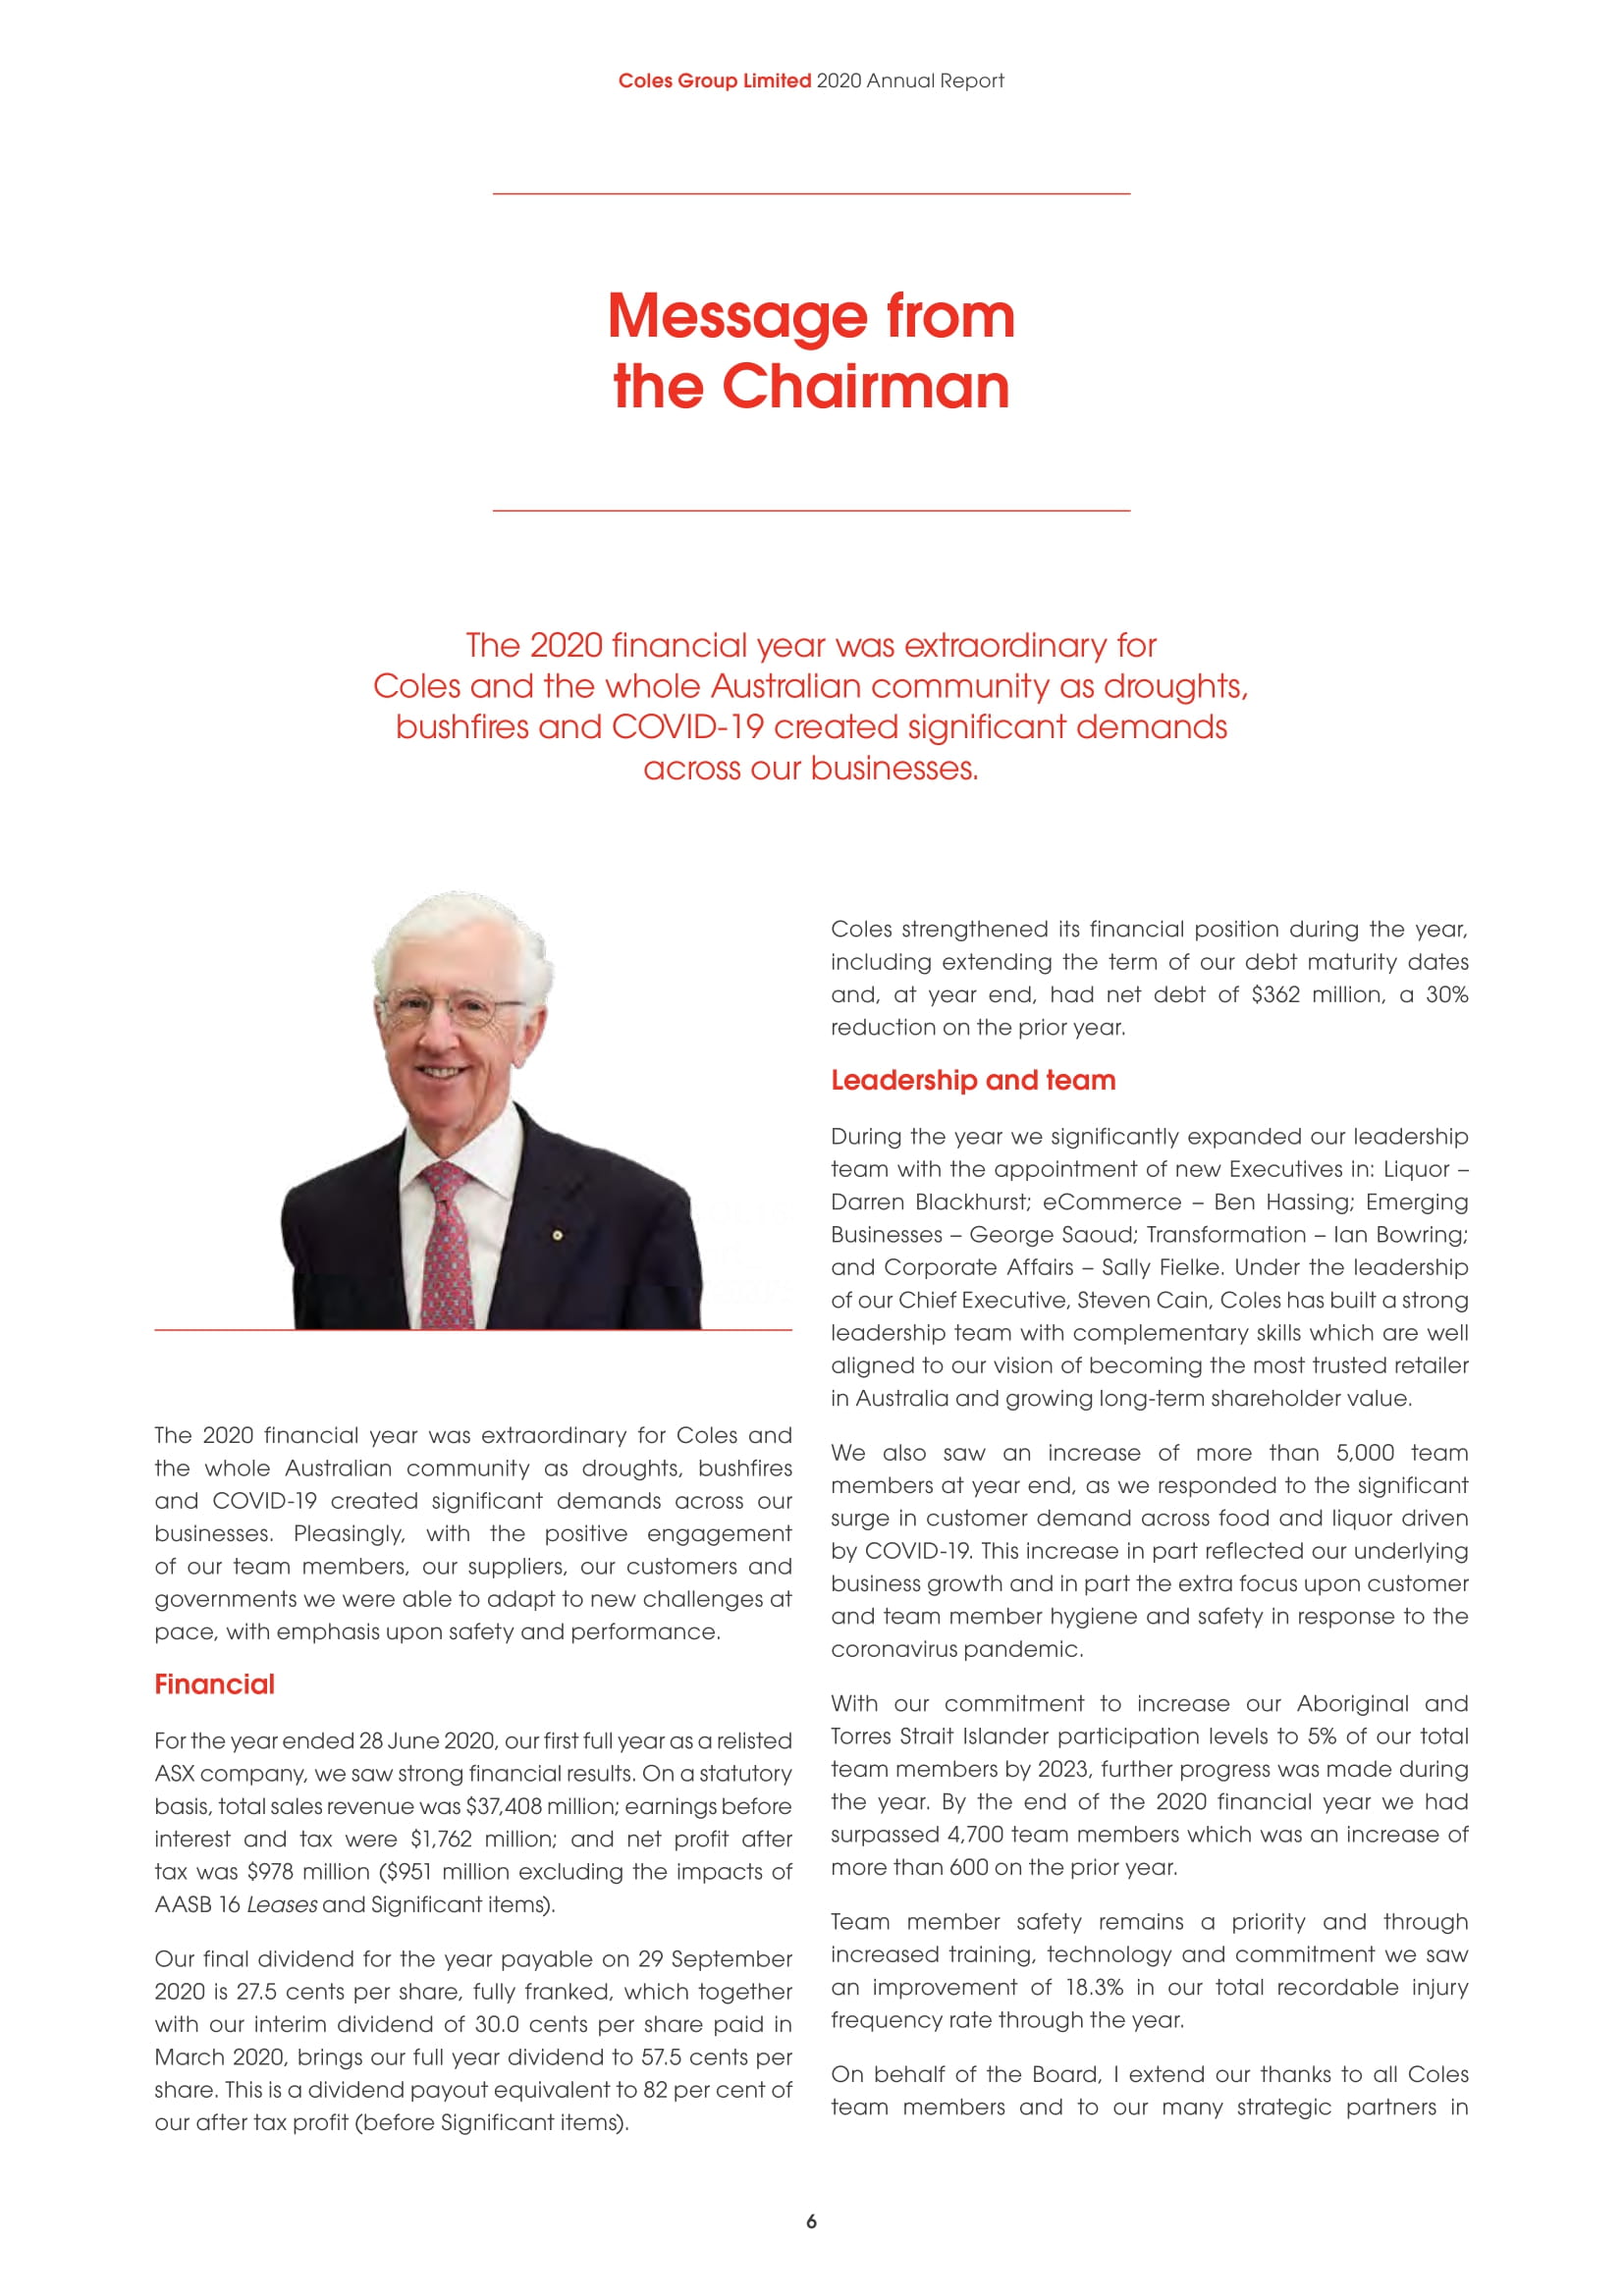 Coles Group Limited 2020 Annual Report
Message from
the Chairman
The 2020 financial year was extraordinary for
Coles and the whole Australian community as droughts,
bushfires and COVID-19 created significant demands
across our businesses.
The 2020 financial year was extraordinary for Coles and
the whole Australian community as droughts, bushfires
and COVID-19 created significant demands across our
businesses. Pleasingly, with the positive engagement
of our team members, our suppliers, our customers and
governments we were able to adapt to new challenges at
pace, with emphasis upon safety and performance.
Financial
For the year ended 28 June 2020, our first full year as a relisted
ASX company, we saw strong financial results. On a statutory
basis, total sales revenue was $37,408 million; earnings before
interest and tax were $1,762 million; and net profit after
tax was $978 million ($951 million excluding the impacts of
AASB 16 Leases and Significant items).
Our final dividend for the year payable on 29 September
2020 is 27.5 cents per share, fully franked, which together
with our interim dividend of 30.0 cents per share paid in
March 2020, brings our full year dividend to 57.5 cents per
share. This is a dividend payout equivalent to 82 per cent of
our after tax profit (before Significant items).
Coles strengthened its financial position during the year,
including extending the term of our debt maturity dates
and, at year end, had net debt of $362 million, a 30%
reduction on the prior year.
Leadership and team
During the year we significantly expanded our leadership
team with the appointment of new Executives in: Liquor –
Darren Blackhurst; eCommerce – Ben Hassing; Emerging
Businesses – George Saoud; Transformation – Ian Bowring;
and Corporate Affairs – Sally Fielke. Under the leadership
of our Chief Executive, Steven Cain, Coles has built a strong
leadership team with complementary skills which are well
aligned to our vision of becoming the most trusted retailer
in Australia and growing long-term shareholder value.
We also saw an increase of more than 5,000 team
members at year end, as we responded to the significant
surge in customer demand across food and liquor driven
by COVID-19. This increase in part reflected our underlying
business growth and in part the extra focus upon customer
and team member hygiene and safety in response to the
coronavirus pandemic.
With our commitment to increase our Aboriginal and
Torres Strait Islander participation levels to 5% of our total
team members by 2023, further progress was made during
the year. By the end of the 2020 financial year we had
surpassed 4,700 team members which was an increase of
more than 600 on the prior year.
Team member safety remains a priority and through
increased training, technology and commitment we saw
an improvement of 18.3% in our total recordable injury
frequency rate through the year.
On behalf of the Board, I extend our thanks to all Coles
team members and to our many strategic partners in
6